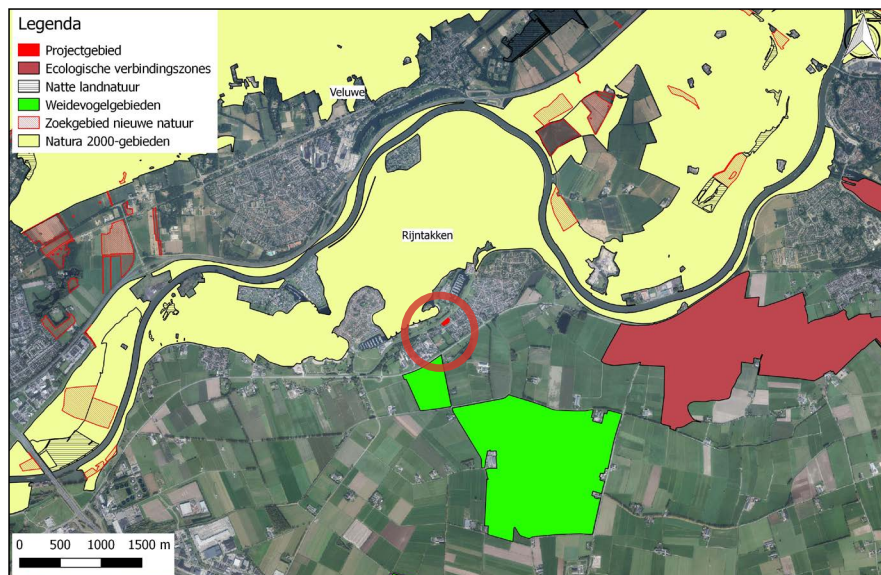 Legenda
Projectgebied
Ecologische verbindingszones
Natte landnatuur
Weidevogelgebieden
Zoekgebied nieuwe natuur
Natura 2000-gebieden
Veluwe
Rijntakken
0 500 1000 1500 m